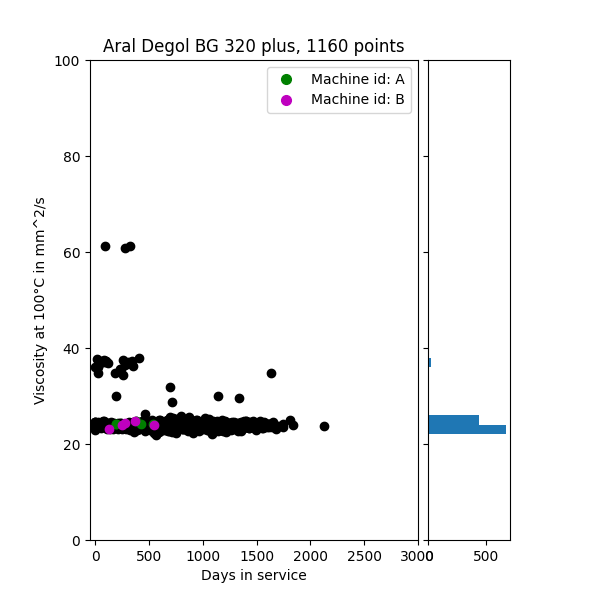 Aral Degol BG 320 plus, 1160 points
Machine id: A
Machine id: B
100
80
60
40
20
0
Viscosity at 100°C in mm^2/s
0 500 1000 1500 2000 2500 3000
0 500
Days in service